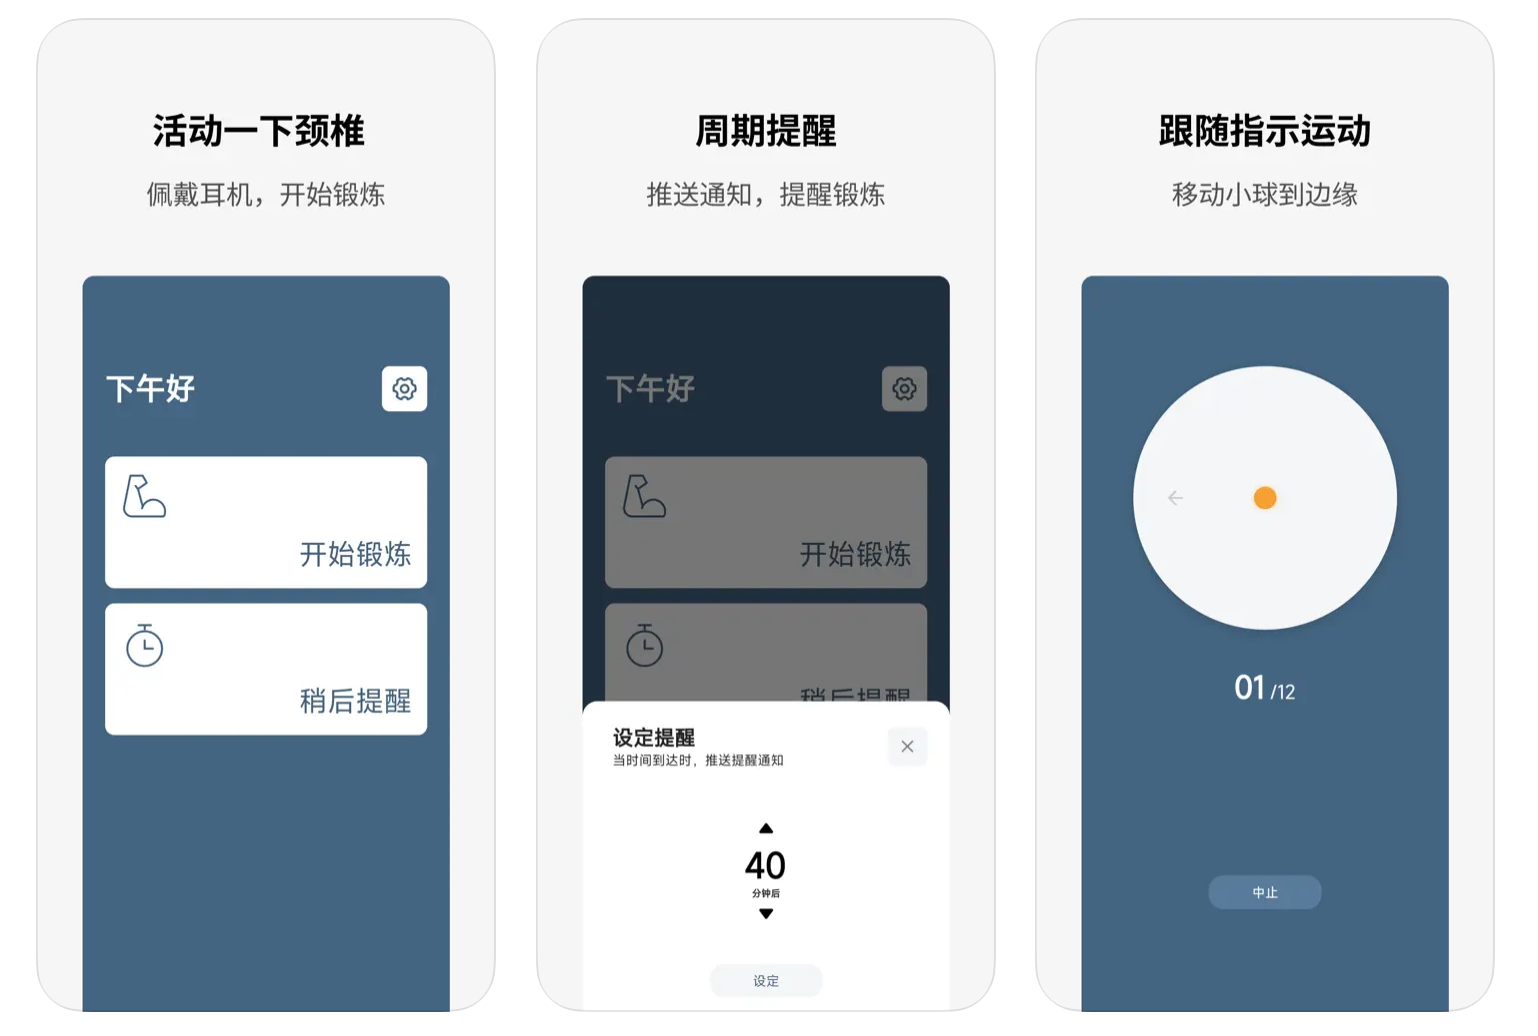 活动一下颈椎
佩戴耳机，开始锻炼
下午好
开始锻炼
稍后提醒
周期提醒
推送通知，提醒锻炼
下午好
开始锻炼
稍后提醒
设定提醒
当时间到达时，推送提醒通知
40
分钟后
设定
跟随指示运动
移动小球到边缘
01 /12
中止